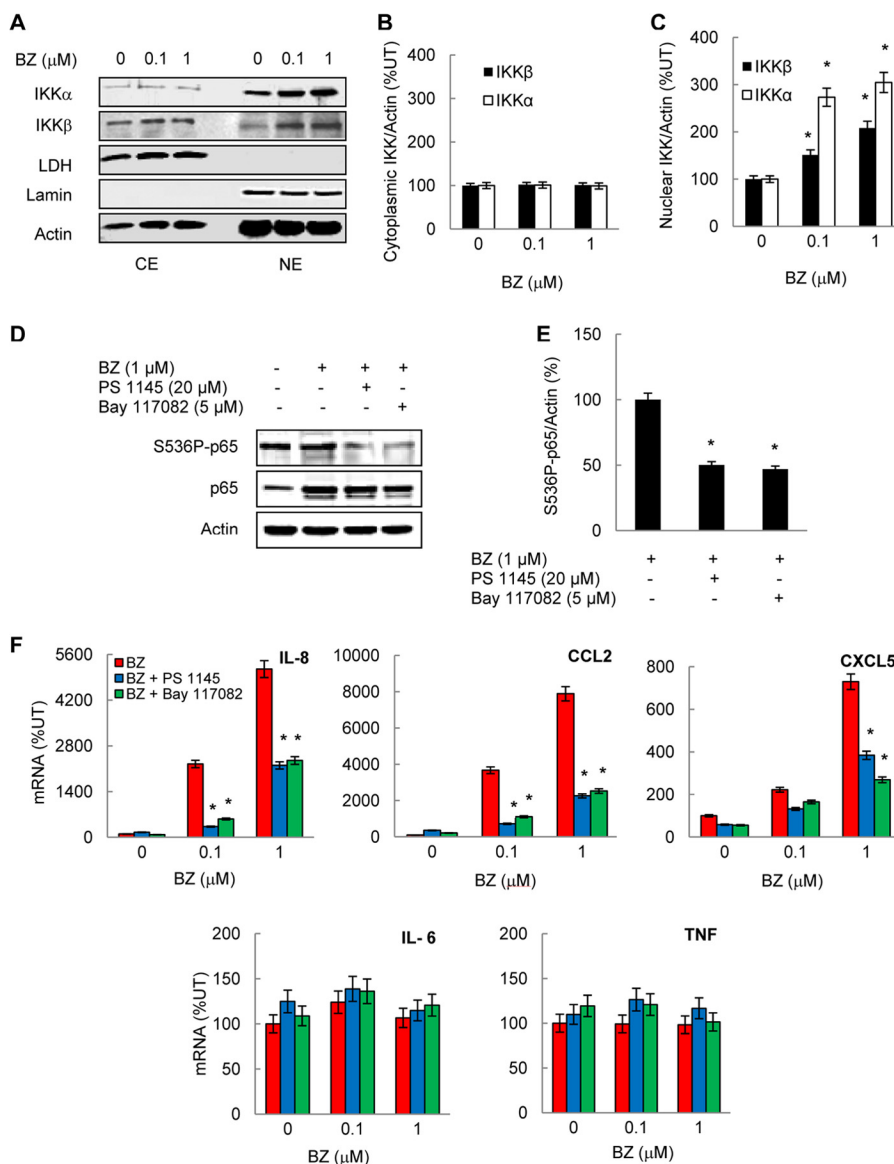 A
BZ (μM) 0 0.1 1 0 0.1 1
IKKα
IKKβ
LDH
Lamin
Actin
CE NE
B
Cytoplasmic IKK/Actin (%UT)
400
300
200
100
0
IKKβ
IKKα
0 0.1 1
BZ (μM)
C
Nuclear IKK/Actin (%UT)
400
300
200
100
0
IKKβ
IKKα
* * * *
0 0.1 1
BZ (μM)
D
BZ (1 μM) - + + +
PS 1145 (20 μM) - - + -
Bay 117082 (5 μM) - - - +
S536P-p65
p65
Actin
E
S536P-p65/Actin (%)
150
100
50
0
* *
BZ (1 μM) + + +
PS 1145 (20 μM) - + -
Bay 117082 (5 μM) - - +
F
mRNA (%UT)
5600
4200
2800
1400
0
IL-8
BZ
BZ + PS 1145
BZ + Bay 117082
* * * *
0 0.1 1
BZ (μM)
10000
8000
6000
4000
2000
0
CCL2
* * * *
0 0.1 1
BZ (μM)
800
600
400
200
0
CXCL5
* *
0 0.1 1
BZ (μM)
mRNA (%UT)
200
150
100
50
0
IL- 6
0 0.1 1
BZ (μM)
200
150
100
50
0
TNF
0 0.1 1
BZ (μM)